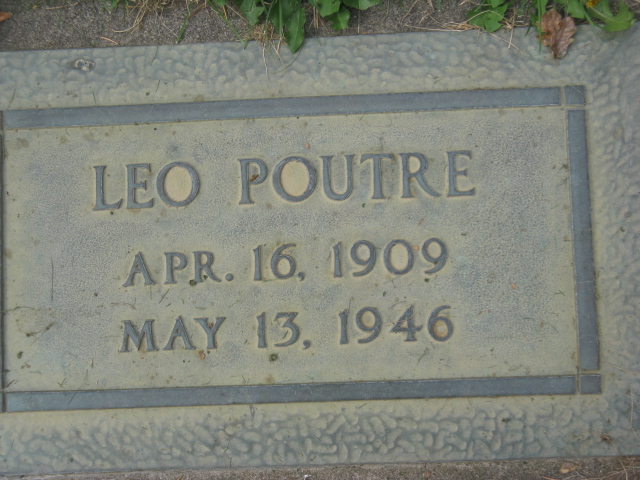 LEO POUTRE
APR. 16, 1909
MAY 13, 1946